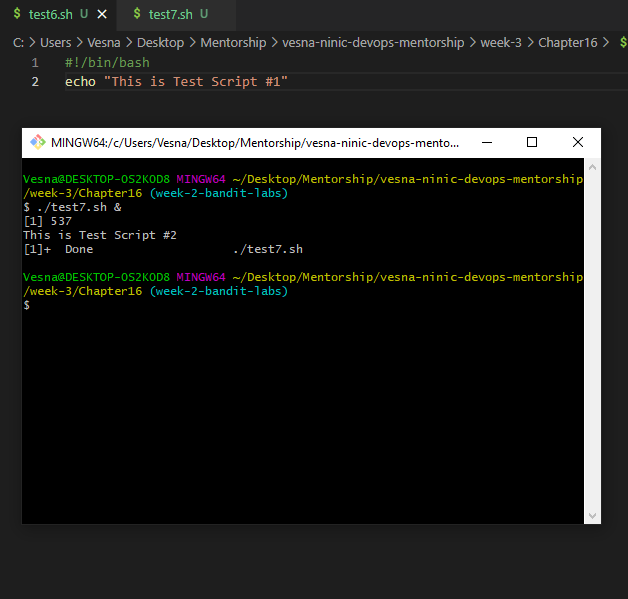 $ test6.sh U × $ test7.sh U
C: > Users > Vesna > Desktop > Mentorship > vesna-ninic-devops-mentorship > week-3 > Chapter16 > $
1 #!/bin/bash
2 echo "This is Test Script #1"
MINGW64:/c/Users/Vesna/Desktop/Mentorship/vesna-ninic-devops-mento...
Vesna@DESKTOP-OS2KOD8 MINGW64 ~/Desktop/Mentorship/vesna-ninic-devops-mentorship
/week-3/Chapter16 (week-2-bandit-labs)
$ ./test7.sh &
[1] 537
This is Test Script #2
[1]+  Done                    ./test7.sh
Vesna@DESKTOP-OS2KOD8 MINGW64 ~/Desktop/Mentorship/vesna-ninic-devops-mentorship
/week-3/Chapter16 (week-2-bandit-labs)
$